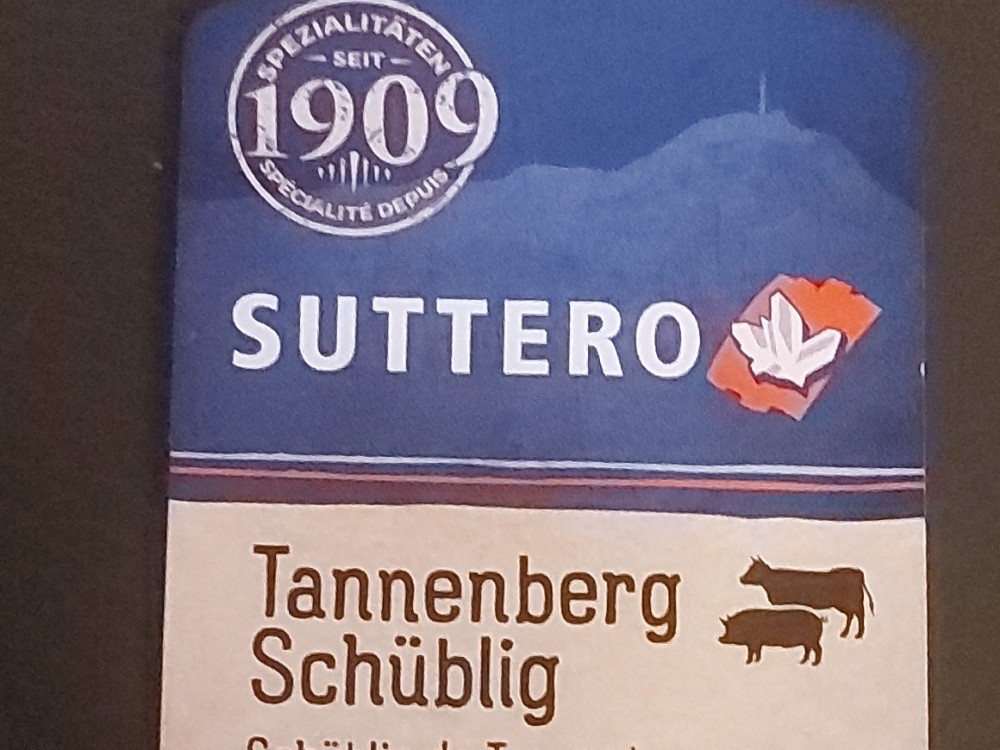 SPEZIALITÄTEN
SEIT
1909
SPÉCIALITÉ DEPUIS
SUTTERO
Tannenberg
Schüblig